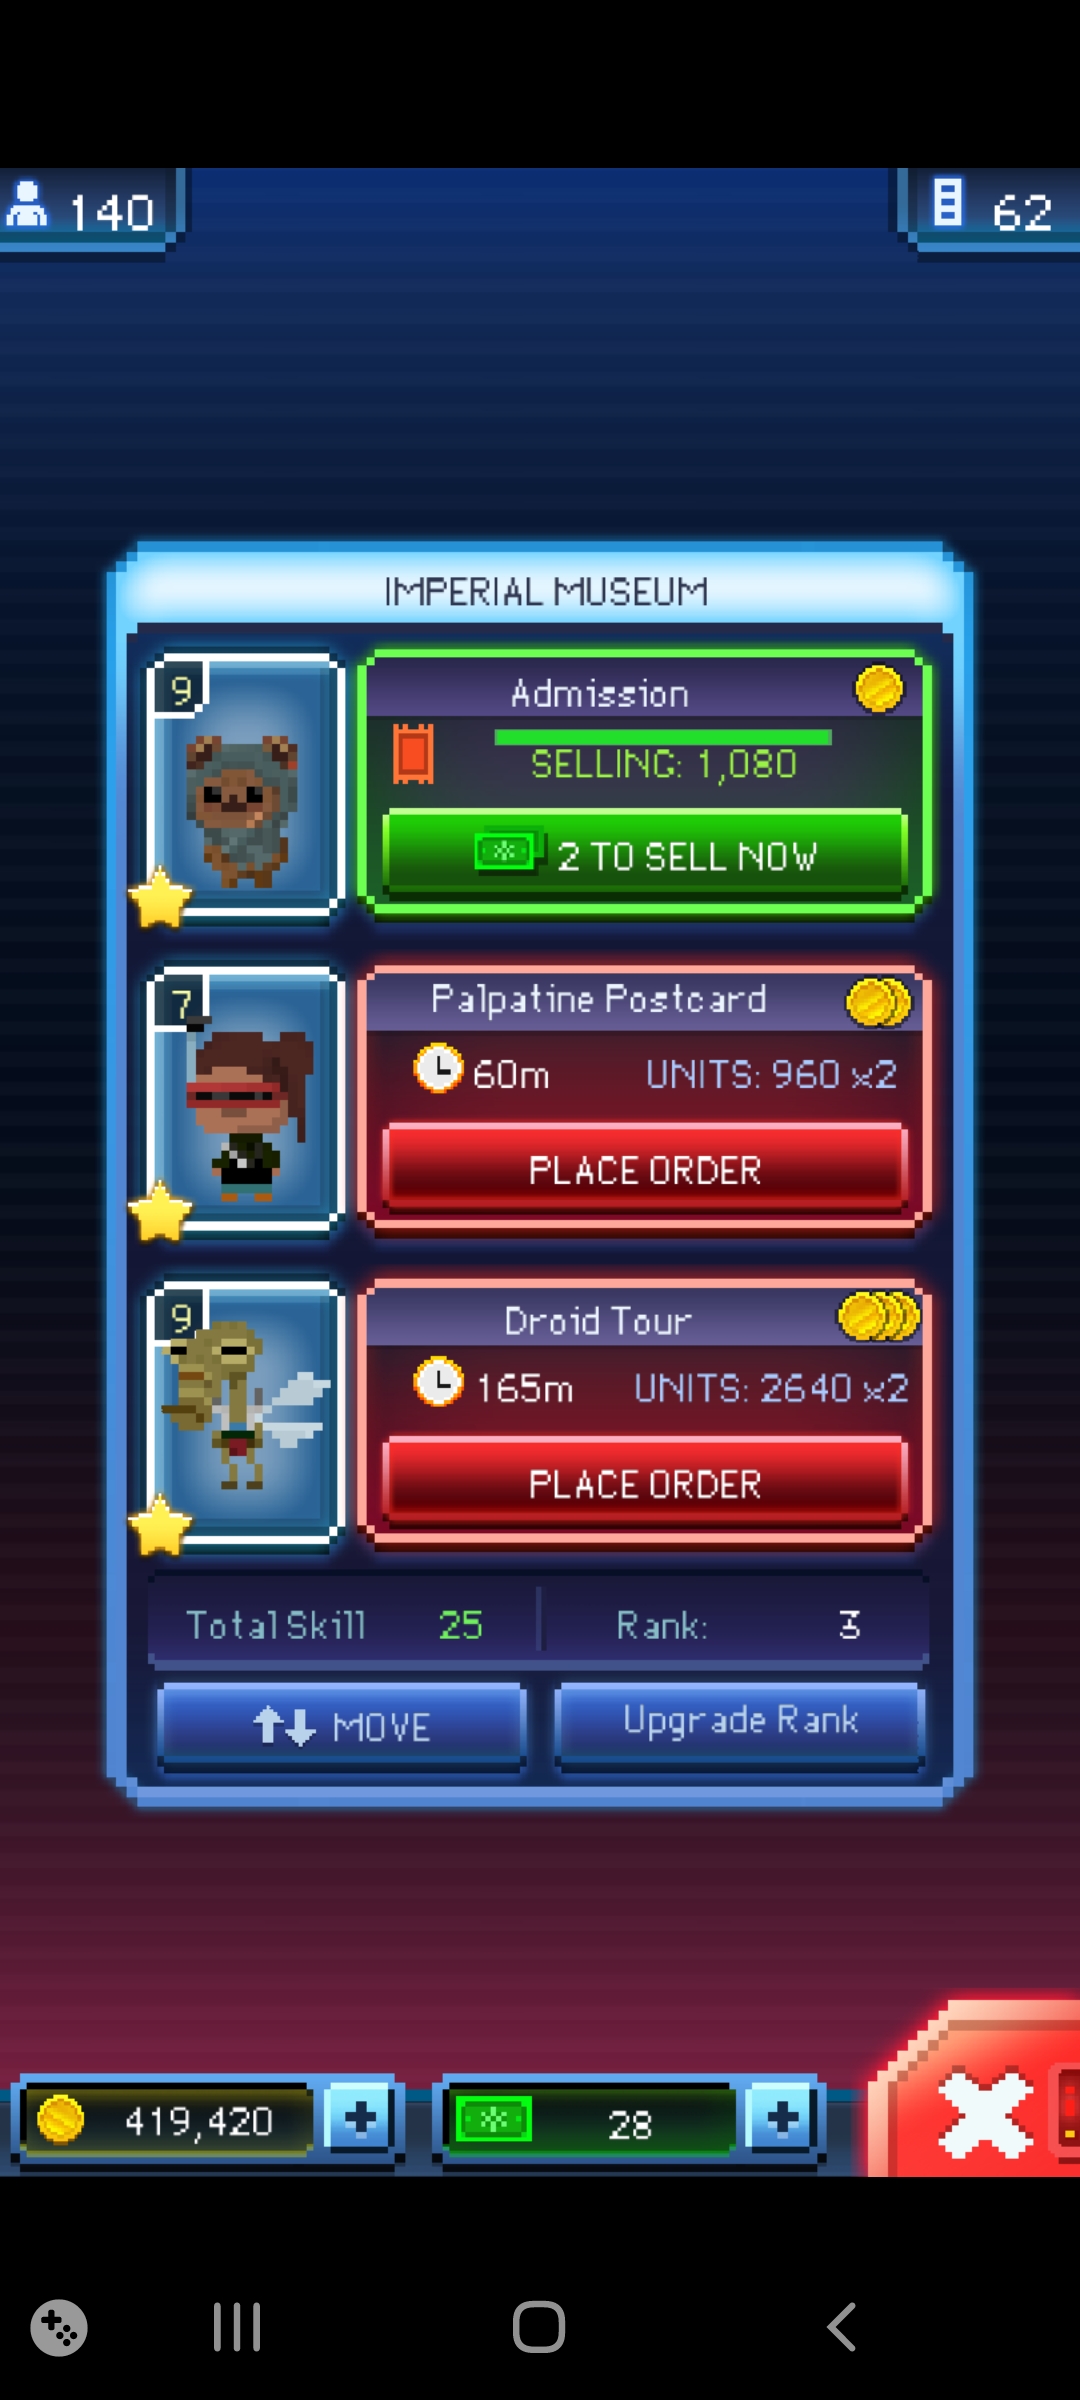 140
62
IMPERIAL MUSEUM
9
Admission
SELLING: 1,080
2 TO SELL NOW
7
Palpatine Postcard
60m UNITS: 960 x2
PLACE ORDER
9
Droid Tour
165m UNITS: 2640 x2
PLACE ORDER
Total Skill 25 Rank: 3
MOVE Upgrade Rank
419,420 28